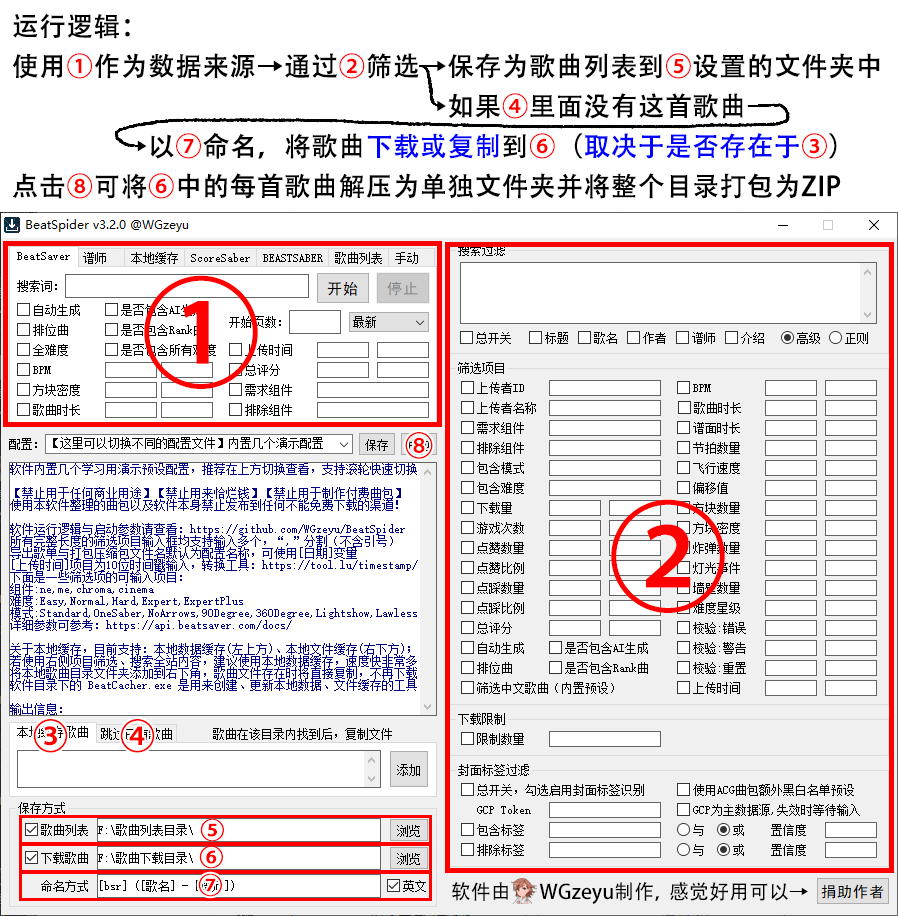 运行逻辑：
使用①作为数据来源→通过②筛选→保存为歌曲列表到⑤设置的文件夹中
如果④里面没有这首歌曲
以⑦命名，将歌曲下载或复制到⑥（取决于是否存在于③）
点击⑧可将⑥中的每首歌曲解压为单独文件夹并将整个目录打包为ZIP
BeatSpider v3.2.0 @WGzeyu
BeatSaver 谱师 本地缓存 ScoreSaber BEASTSABER 歌曲列表 手动
搜索词： 开始 停止
自动生成 是否包含AI生
排位曲 是否包含Rank曲 开始页数： 最新
全难度 是否包含所有难度 上传时间
BPM 总评分
方块密度 需求组件
歌曲时长 排除组件
①
配置： 【这里可以切换不同的配置文件】内置几个演示配置 保存 ⑧
软件内置几个学习用演示预设配置，推荐在上方切换查看，支持滚轮快速切换
【禁止用于任何商业用途】【禁止用来恰烂钱】【禁止用于制作付费曲包】
使用本软件整理的曲包以及软件本身禁止发布到任何不能免费下载的渠道！
软件运行逻辑与启动参数请查看：https://github.com/WGzeyu/BeatSpider
所有完整长度的筛选项目输入框均支持输入多个，“,”分割（不含引号）
导出歌单与打包压缩包文件名默认为配置名称，可使用[日期]变量
[上传时间]项目为10位时间戳输入，转换工具：https://tool.lu/timestamp/
下面是一些筛选项的可输入项目：
组件:ne,me,chroma,cinema
难度:Easy,Normal,Hard,Expert,ExpertPlus
模式:Standard,OneSaber,NoArrows,90Degree,360Degree,Lightshow,Lawless
详细参数可参考：https://api.beatsaver.com/docs/
关于本地缓存，目前支持：本地数据缓存(左上方)、本地文件缓存(右下方)；
若使用右侧项目筛选、搜索全站内容，建议使用本地数据缓存，速度快非常多
将本地歌曲目录文件夹添加到右下角，歌曲文件存在时将直接复制，不再下载
软件目录下的 BeatCacher.exe 是用来创建、更新本地数据、文件缓存的工具
输出信息：
③ 歌曲 跳过 ④ 歌曲 歌曲在该目录内找到后，复制文件
添加
保存方式
歌曲列表 F:\歌曲列表目录\ ⑤ 浏览
下载歌曲 F:\歌曲下载目录\ ⑥ 浏览
命名方式 [bsr] ([歌名] - [⑦]) 英文
搜索过滤
总开关 标题 歌名 作者 谱师 介绍 高级 正则
筛选项目
上传者ID BPM
上传者名称 歌曲时长
需求组件 谱面时长
排除组件 节拍数量
包含模式 飞行速度
包含难度 偏移值
下载量 方块数量
游戏次数 方块密度
点赞数量 炸弹数量
点赞比例 灯光事件
点踩数量 墙壁数量
点踩比例 难度星级
总评分 校验:错误
自动生成 是否包含AI生成 校验:警告
排位曲 是否包含Rank曲 校验:重置
筛选中文歌曲（内置预设） 上传时间
②
下载限制
限制数量
封面标签过滤
总开关，勾选启用封面标签识别 使用ACG曲包额外黑白名单预设
GCP Token GCP为主数据源,失效时等待输入
包含标签 与 或 置信度
排除标签 与 或 置信度
软件由WGzeyu制作，感觉好用可以→ 捐助作者